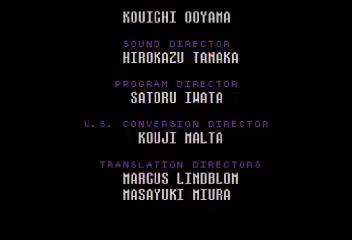 KOUICHI OOYAMA
SOUND DIRECTOR
HIROKAZU TANAKA
PROGRAM DIRECTOR
SATORU IWATA
U.S. CONVERSION DIRECTOR
KOUJI MALTA
TRANSLATION DIRECTORS
MARCUS LINDBLOM
MASAYUKI MIURA